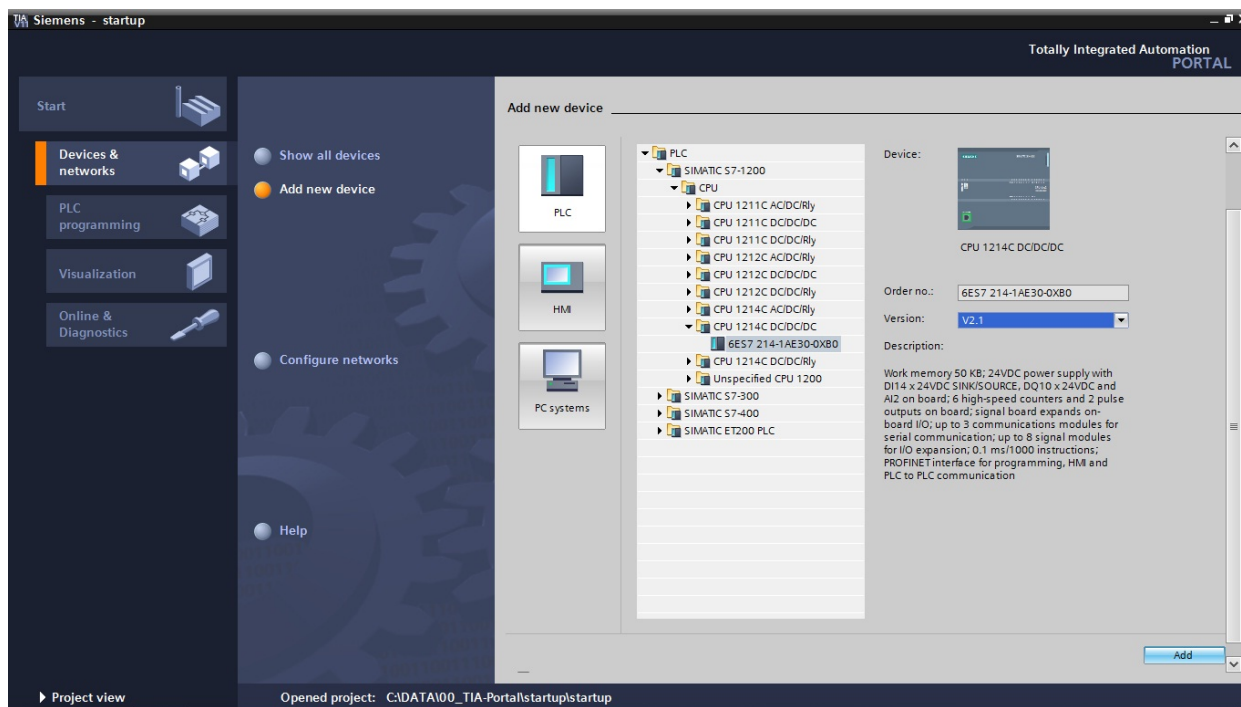 TIA V11 Siemens - startup
Totally Integrated Automation
PORTAL
Start
Devices &
networks
PLC
programming
Visualization
Online &
Diagnostics
Show all devices
Add new device
Configure networks
Help
Add new device
PLC
HMI
PC systems
PLC
SIMATIC S7-1200
CPU
CPU 1211C AC/DC/Rly
CPU 1211C DC/DC/DC
CPU 1211C DC/DC/Rly
CPU 1212C AC/DC/Rly
CPU 1212C DC/DC/DC
CPU 1212C DC/DC/Rly
CPU 1214C AC/DC/Rly
CPU 1214C DC/DC/DC
6ES7 214-1AE30-0XB0
CPU 1214C DC/DC/Rly
Unspecified CPU 1200
SIMATIC S7-300
SIMATIC S7-400
SIMATIC ET200 PLC
Device:
CPU 1214C DC/DC/DC
Order no.: 6ES7 214-1AE30-0XB0
Version: V2.1
Description:
Work memory 50 KB; 24VDC power supply with
DI14 x 24VDC SINK/SOURCE, DQ10 x 24VDC and
AI2 on board; 6 high-speed counters and 2 pulse
outputs on board; signal board expands on-
board I/O; up to 3 communications modules for
serial communication; up to 8 signal modules
for I/O expansion; 0.1 ms/1000 instructions;
PROFINET interface for programming, HMI and
PLC to PLC communication
Add
Project view
Opened project: C:\DATA\00_TIA-Portal\startup\startup